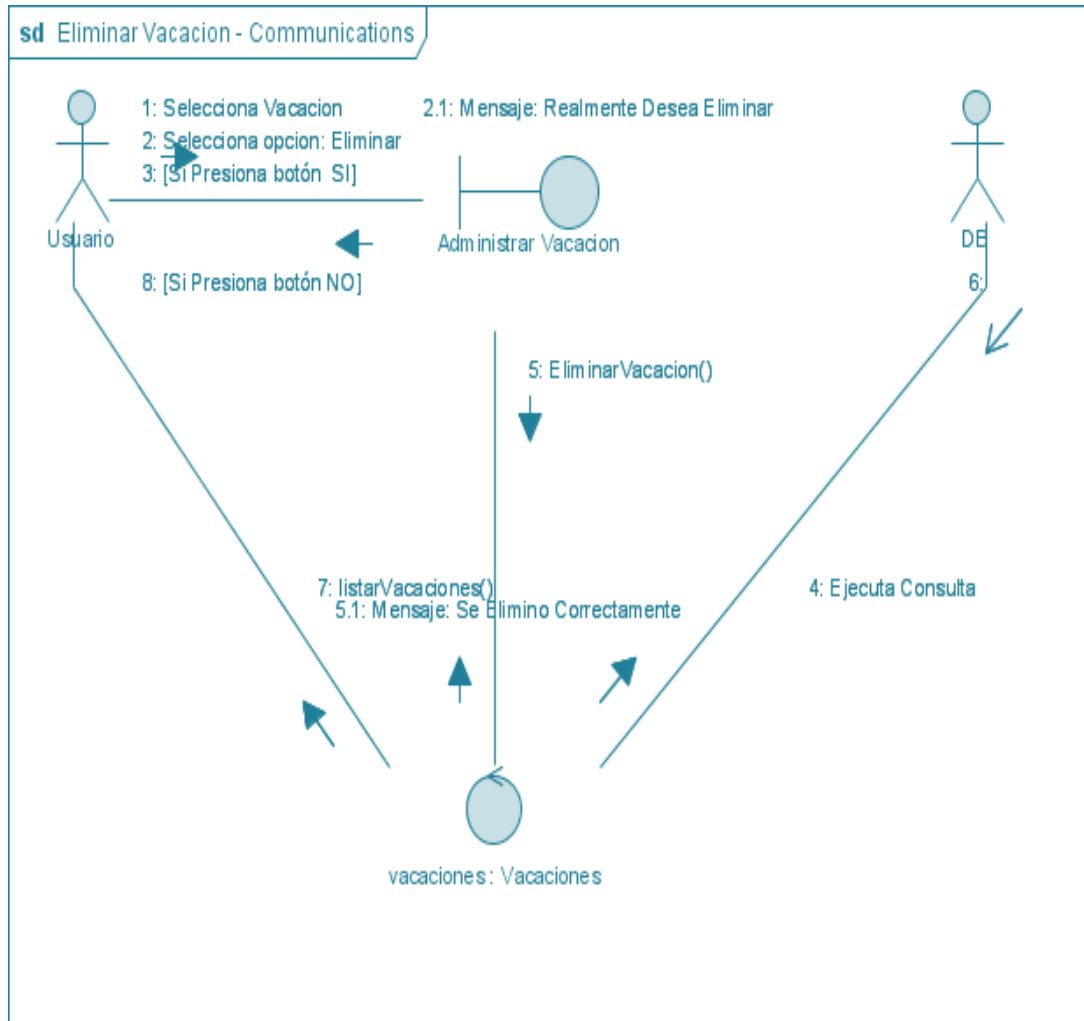 sd Eliminar Vacacion - Communications
1: Selecciona Vacacion
2: Selecciona opcion: Eliminar
3: [Si Presiona botón SI]
2.1: Mensaje: Realmente Desea Eliminar
Usuario
Administrar Vacacion
DB
8: [Si Presiona botón NO]
6:
5: EliminarVacacion()
7: listarVacaciones()
5.1: Mensaje: Se Elimino Correctamente
4: Ejecuta Consulta
vacaciones : Vacaciones